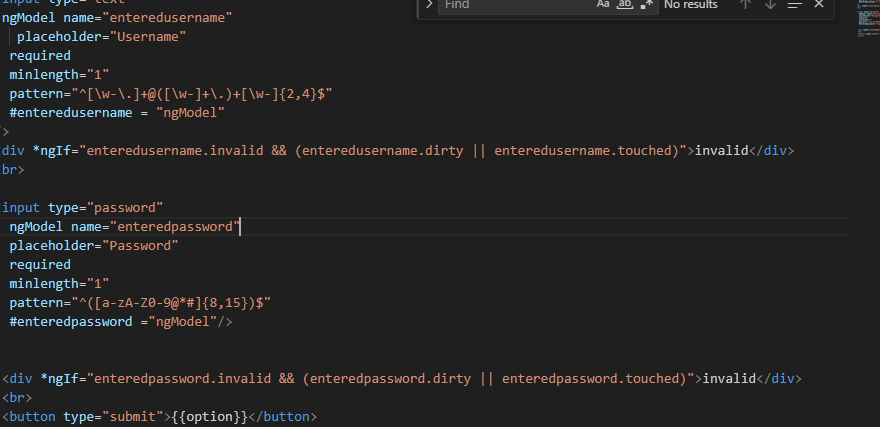 input type="text"
Find
Aa ab .*
No results
ngModel name="enteredusername"
placeholder="Username"
required
minlength="1"
pattern="^[\w-\.]+@([\w-]+\.)+[\w-]{2,4}$"
#enteredusername = "ngModel"
/>
div *ngIf="enteredusername.invalid && (enteredusername.dirty || enteredusername.touched)">invalid</div>
br>
input type="password"
ngModel name="enteredpassword"
placeholder="Password"
required
minlength="1"
pattern="^([a-zA-Z0-9@*#]{8,15})$"
#enteredpassword ="ngModel"/>
<div *ngIf="enteredpassword.invalid && (enteredpassword.dirty || enteredpassword.touched)">invalid</div>
<br>
<button type="submit">{{option}}</button>